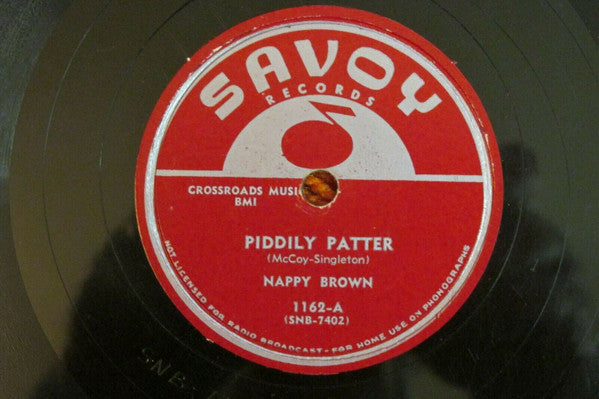 SAVOY
RECORDS
CROSSROADS MUSIC
BMI
PIDDILY PATTER
(McCoy-Singleton)
NAPPY BROWN
1162-A
(SNB-7402)
NOT LICENSED FOR RADIO BROADCAST-FOR HOME USE ON PHONOGRAPHS
SNB